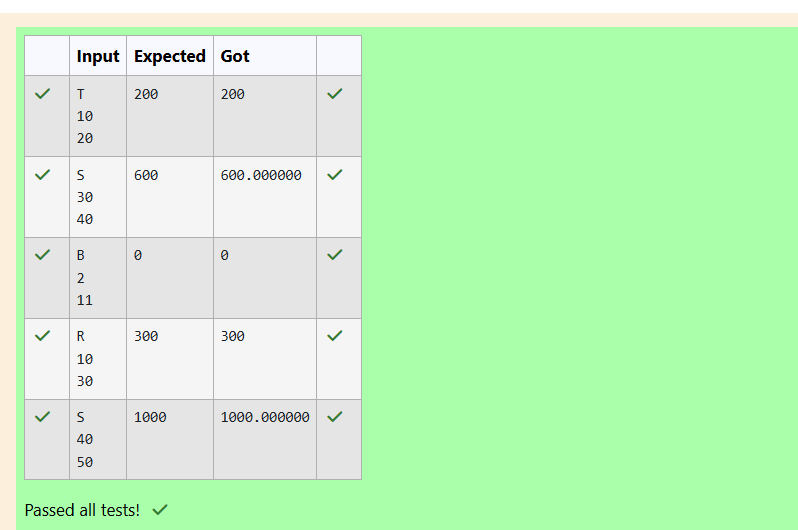 Input Expected Got
T 200 200
10
20
S 600 600.000000
30
40
B 0 0
2
11
R 300 300
10
30
S 1000 1000.000000
40
50
Passed all tests!